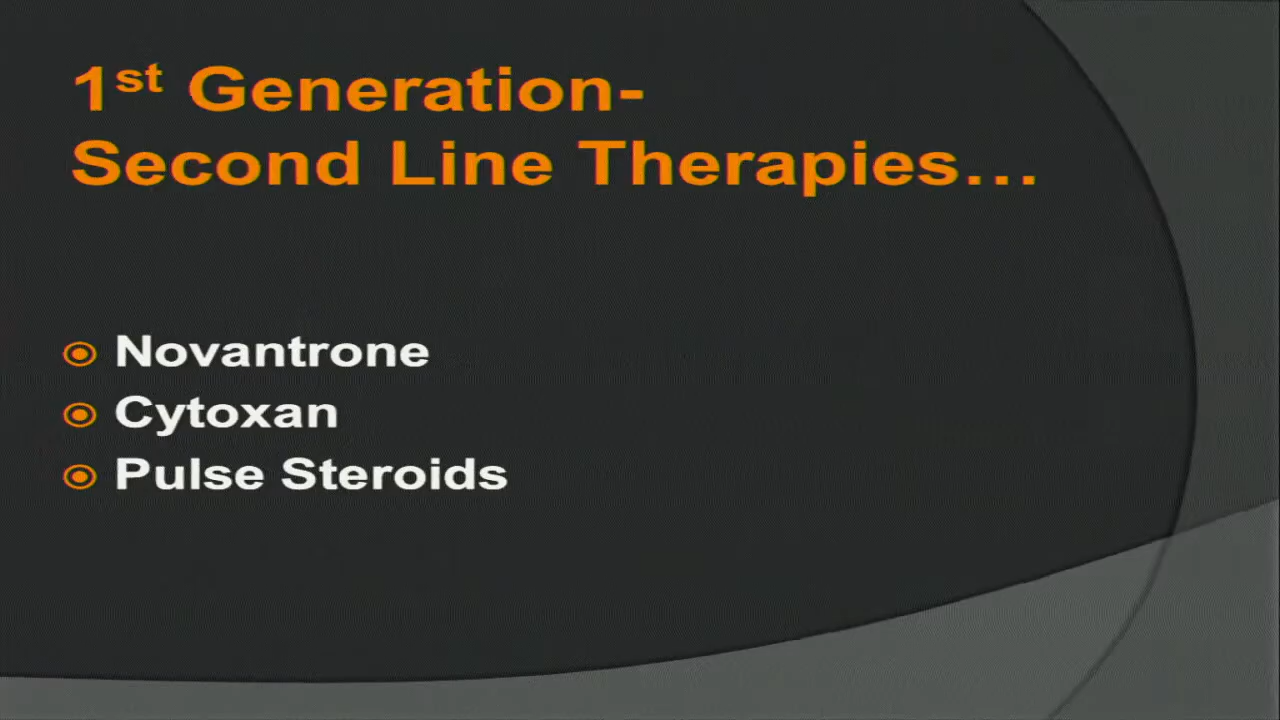 1st Generation-
Second Line Therapies...
Novantrone
Cytoxan
Pulse Steroids